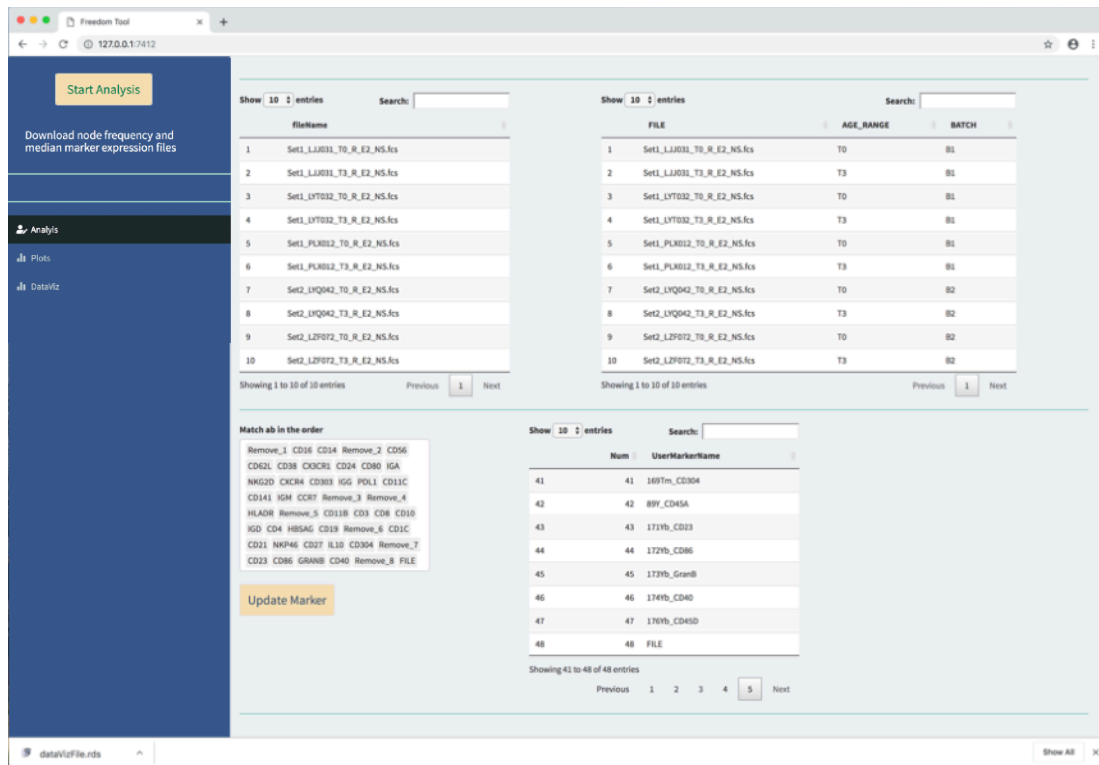 Freedom Tool
127.0.0.1:7412
Start Analysis
Download node frequency and
median marker expression files
Analyis
Plots
DataViz
Show 10 entries Search:
fileName
1 Set1_LJJ031_T0_R_E2_NS.fcs
2 Set1_LJJ031_T3_R_E2_NS.fcs
3 Set1_LYT032_T0_R_E2_NS.fcs
4 Set1_LYT032_T3_R_E2_NS.fcs
5 Set1_PLX012_T0_R_E2_NS.fcs
6 Set1_PLX012_T3_R_E2_NS.fcs
7 Set2_LYQ042_T0_R_E2_NS.fcs
8 Set2_LYQ042_T3_R_E2_NS.fcs
9 Set2_LZF072_T0_R_E2_NS.fcs
10 Set2_LZF072_T3_R_E2_NS.fcs
Showing 1 to 10 of 10 entries Previous 1 Next
Show 10 entries Search:
FILE AGE_RANGE BATCH
1 Set1_LJJ031_T0_R_E2_NS.fcs T0 B1
2 Set1_LJJ031_T3_R_E2_NS.fcs T3 B1
3 Set1_LYT032_T0_R_E2_NS.fcs T0 B1
4 Set1_LYT032_T3_R_E2_NS.fcs T3 B1
5 Set1_PLX012_T0_R_E2_NS.fcs T0 B1
6 Set1_PLX012_T3_R_E2_NS.fcs T3 B1
7 Set2_LYQ042_T0_R_E2_NS.fcs T0 B2
8 Set2_LYQ042_T3_R_E2_NS.fcs T3 B2
9 Set2_LZF072_T0_R_E2_NS.fcs T0 B2
10 Set2_LZF072_T3_R_E2_NS.fcs T3 B2
Showing 1 to 10 of 10 entries Previous 1 Next
Match ab in the order
Remove_1 CD16 CD14 Remove_2 CD56
CD62L CD38 CX3CR1 CD24 CD80 IGA
NKG2D CXCR4 CD303 IGG PDL1 CD11C
CD141 IGM CCR7 Remove_3 Remove_4
HLADR Remove_5 CD11B CD3 CD8 CD10
IGD CD4 HBSAG CD19 Remove_6 CD1C
CD21 NKP46 CD27 IL10 CD304 Remove_7
CD23 CD86 GRANB CD40 Remove_8 FILE
Update Marker
Show 10 entries Search:
Num UserMarkerName
41 41 169Tm_CD304
42 42 89Y_CD45A
43 43 171Yb_CD23
44 44 172Yb_CD86
45 45 173Yb_GranB
46 46 174Yb_CD40
47 47 176Yb_CD45D
48 48 FILE
Showing 41 to 48 of 48 entries
Previous 1 2 3 4 5 Next
dataVizFile.rds
Show All